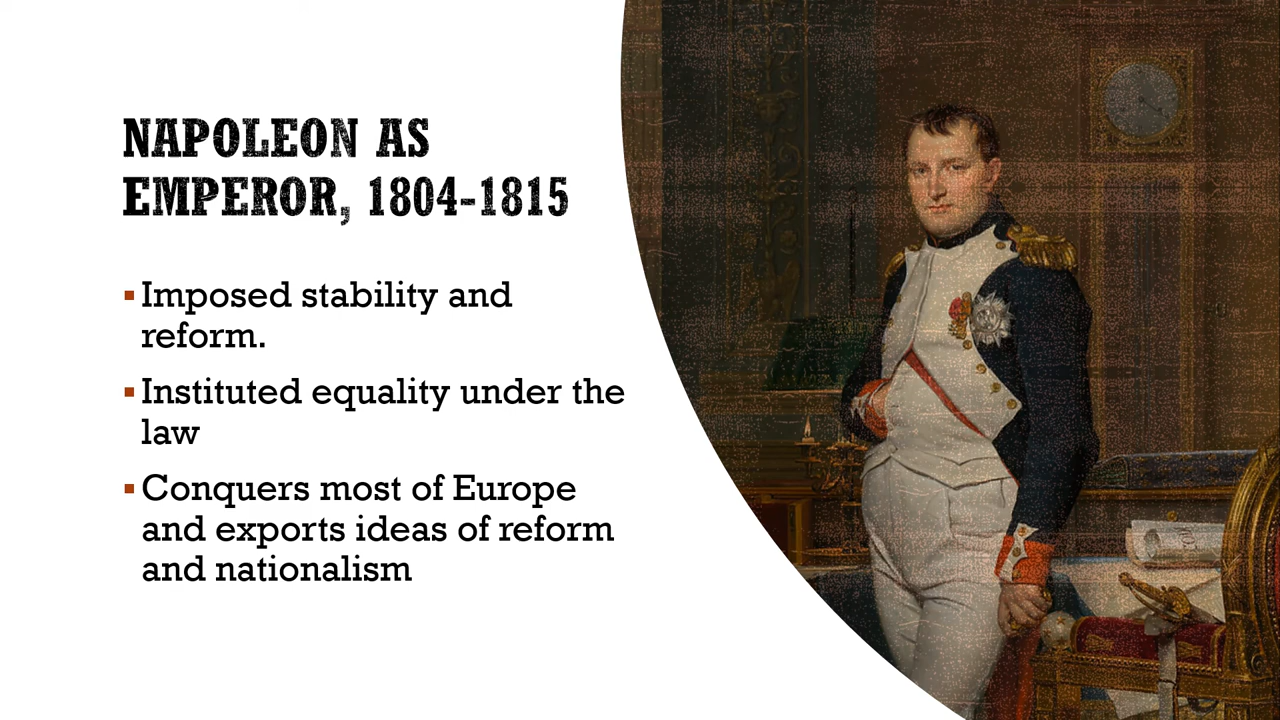 NAPOLEON AS
EMPEROR, 1804-1815
▪Imposed stability and
reform.
▪Instituted equality under the
law
▪Conquers most of Europe
and exports ideas of reform
and nationalism